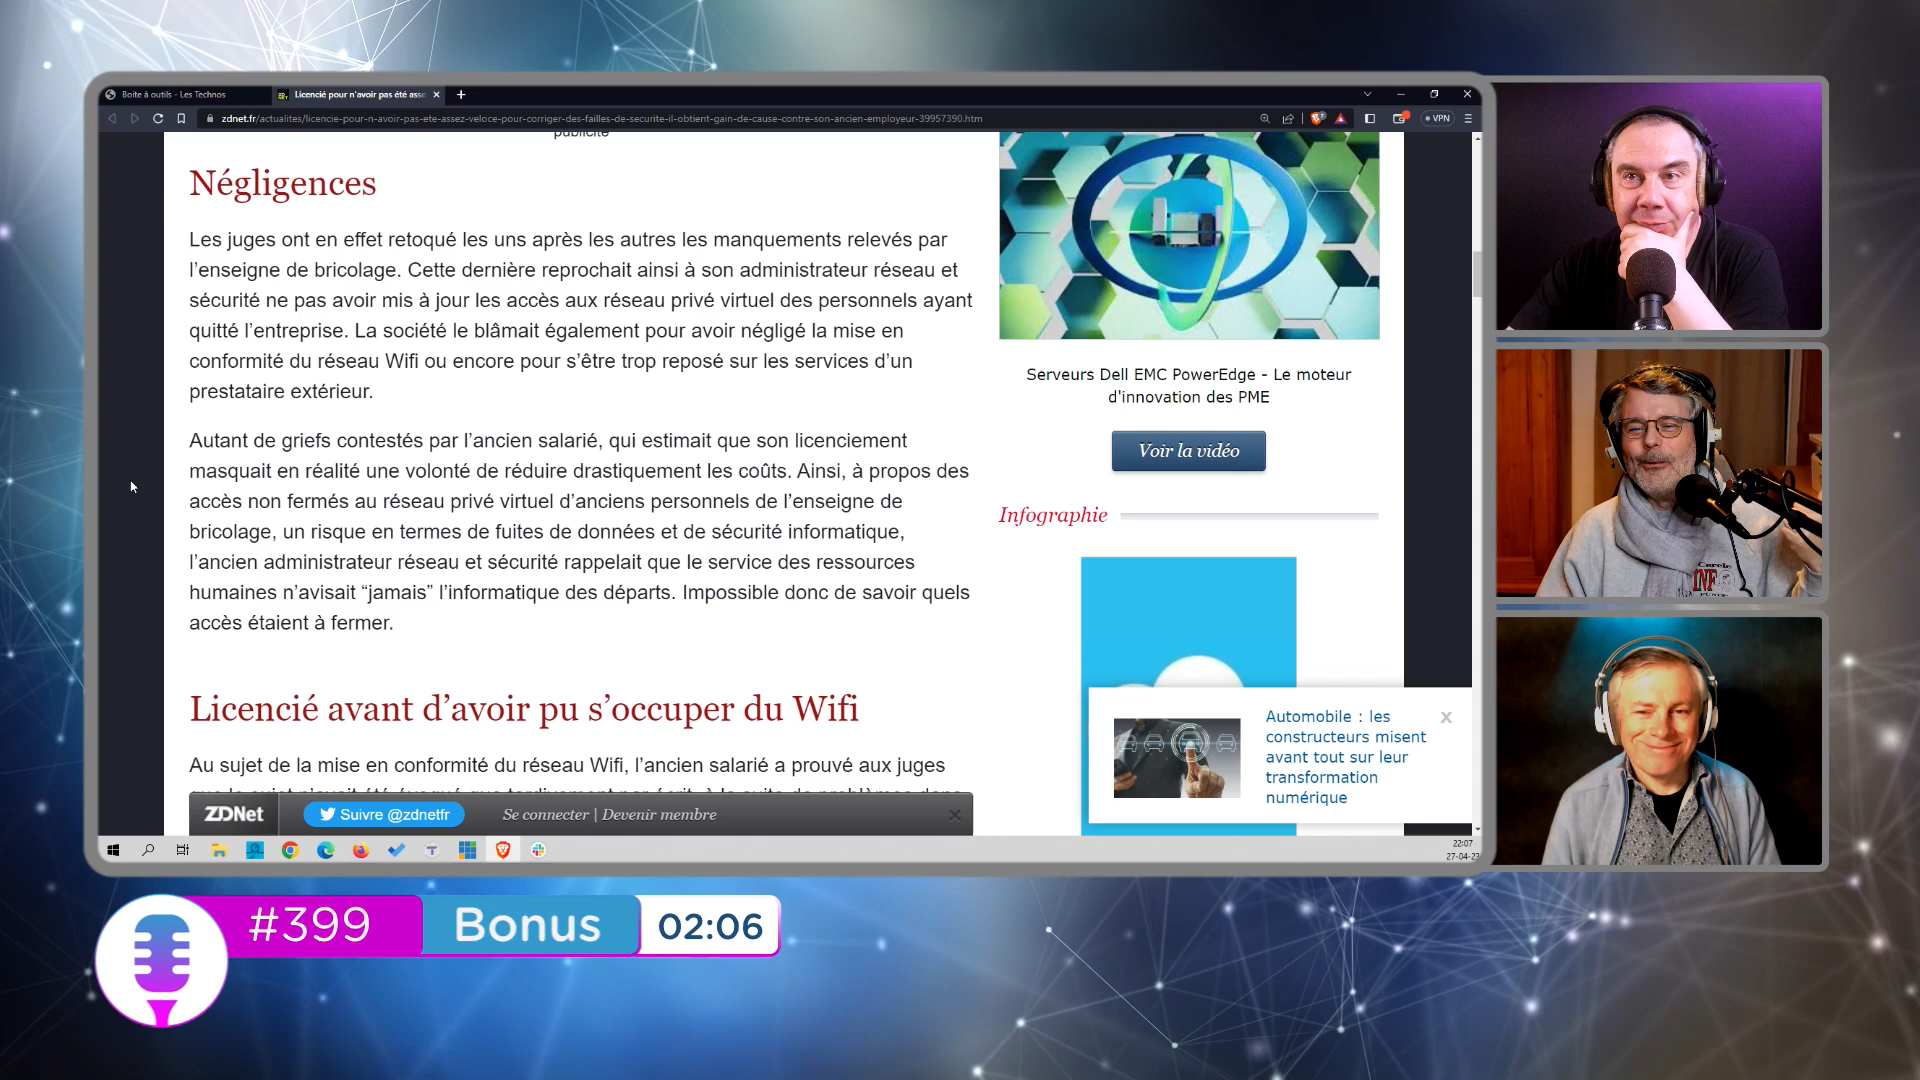 Boite à outils - Les Technos
Licencié pour n'avoir pas été ass
zdnet.fr/actualites/licencie-pour-n-avoir-pas-ete-assez-veloce-pour-corriger-des-failles-de-securite-il-obtient-gain-de-cause-contre-son-ancien-employeur-39957390.htm
VPN
publicité
Négligences
Les juges ont en effet retoqué les uns après les autres les manquements relevés par
l’enseigne de bricolage. Cette dernière reprochait ainsi à son administrateur réseau et
sécurité ne pas avoir mis à jour les accès aux réseau privé virtuel des personnels ayant
quitté l’entreprise. La société le blâmait également pour avoir négligé la mise en
conformité du réseau Wifi ou encore pour s’être trop reposé sur les services d’un
prestataire extérieur.
Autant de griefs contestés par l’ancien salarié, qui estimait que son licenciement
masquait en réalité une volonté de réduire drastiquement les coûts. Ainsi, à propos des
accès non fermés au réseau privé virtuel d’anciens personnels de l’enseigne de
bricolage, un risque en termes de fuites de données et de sécurité informatique,
l’ancien administrateur réseau et sécurité rappelait que le service des ressources
humaines n’avisait “jamais” l’informatique des départs. Impossible donc de savoir quels
accès étaient à fermer.
Licencié avant d’avoir pu s’occuper du Wifi
Au sujet de la mise en conformité du réseau Wifi, l’ancien salarié a prouvé aux juges
ZDNet
Suivre @zdnetfr
Se connecter | Devenir membre
Serveurs Dell EMC PowerEdge - Le moteur
d'innovation des PME
Voir la vidéo
Infographie
Automobile : les
constructeurs misent
avant tout sur leur
transformation
numérique
x
22:07
27-04-23
Cercle
INF
#399
Bonus
02:06